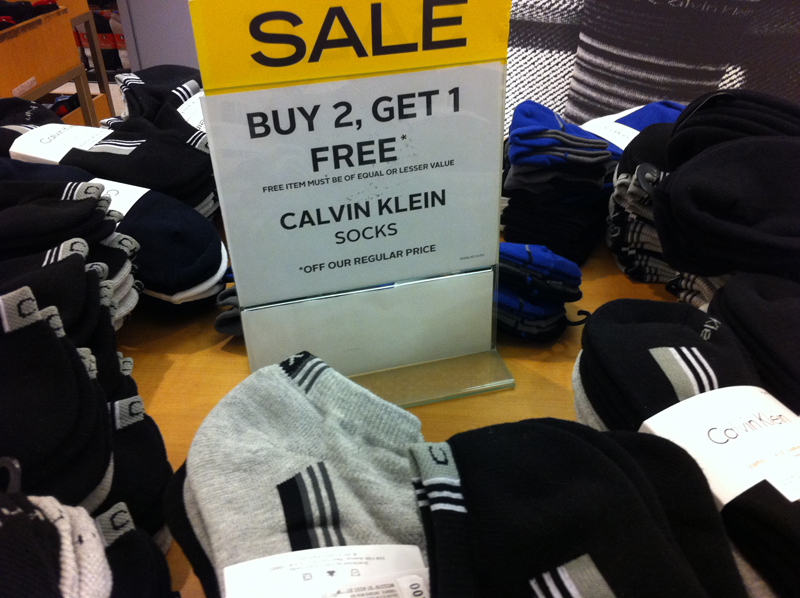 SALE
BUY 2, GET 1
FREE*
FREE ITEM MUST BE OF EQUAL OR LESSER VALUE
CALVIN KLEIN
SOCKS
*OFF OUR REGULAR PRICE
Calvin Klein
Calvin